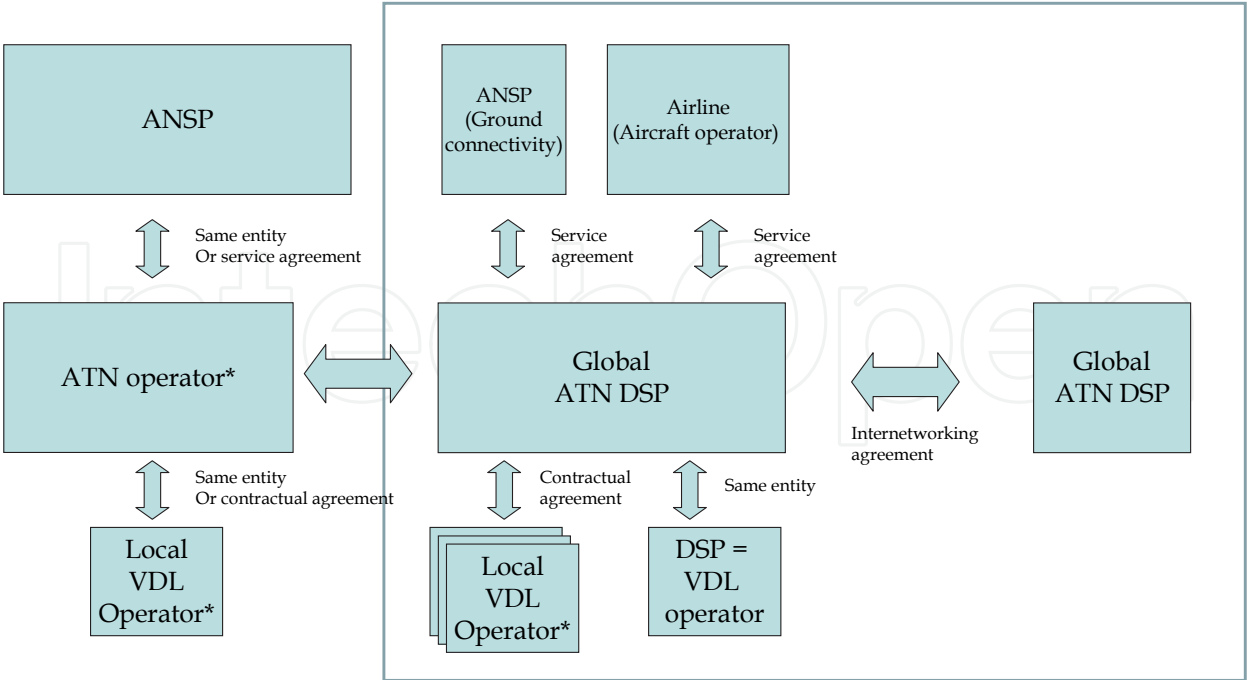 ANSP
ANSP
(Ground
connectivity)
Airline
(Aircraft operator)
Same entity
Or service agreement
Service
agreement
Service
agreement
IntechOpen
ATN operator*
Global
ATN DSP
Internetworking
agreement
Global
ATN DSP
Same entity
Or contractual agreement
Contractual
agreement
Same entity
Local
VDL
Operator*
Local
VDL
Operator*
DSP =
VDL
operator